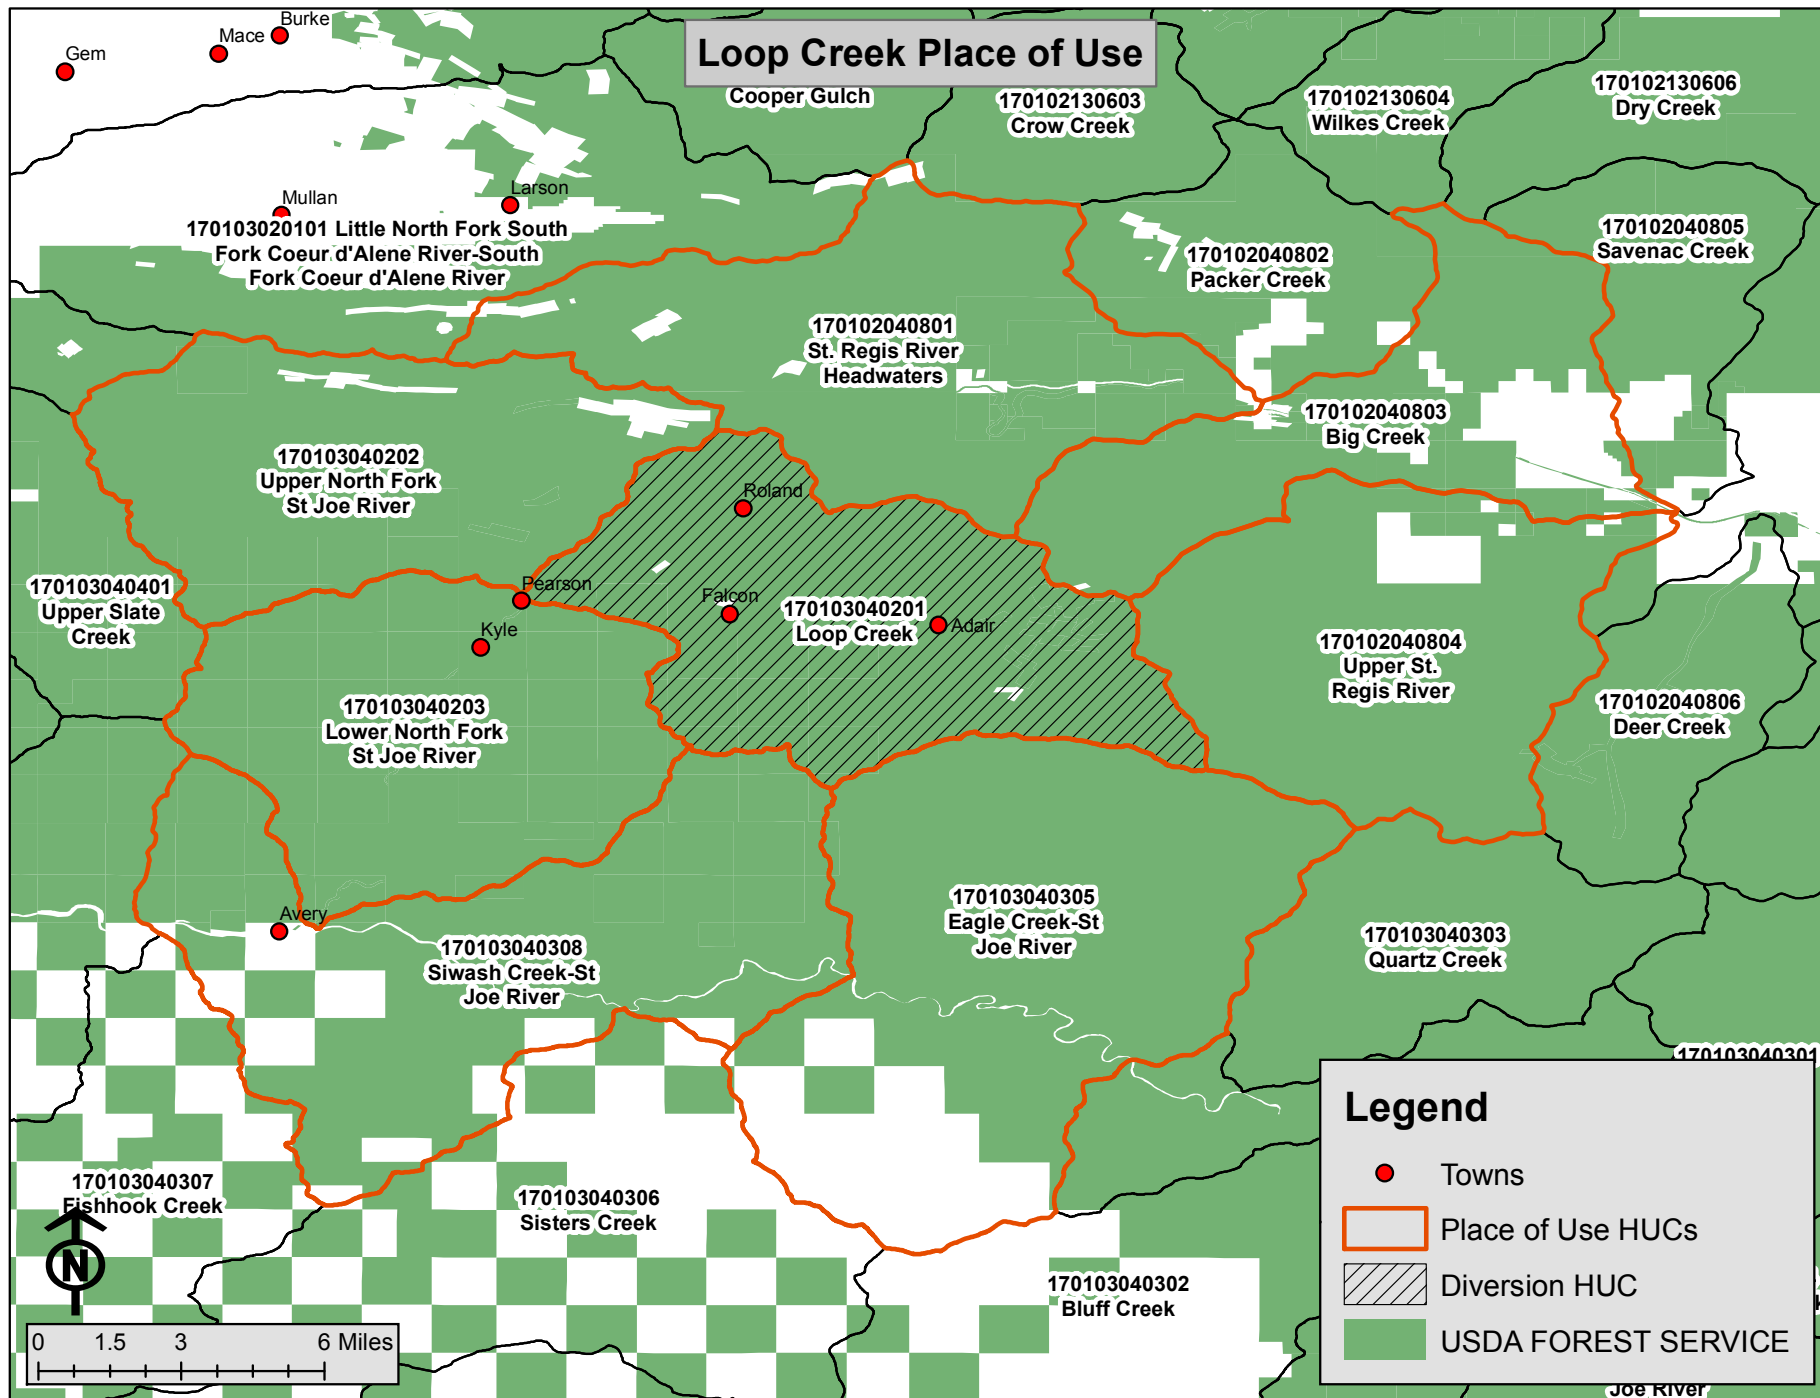 Loop Creek Place of Use
Burke
Mace
Gem
Cooper Gulch
170102130603
Crow Creek
170102130604
Wilkes Creek
170102130606
Dry Creek
Mullan
Larson
170103020101 Little North Fork South
Fork Coeur d'Alene River-South
Fork Coeur d'Alene River
170102040802
Packer Creek
170102040805
Savenac Creek
170102040801
St. Regis River
Headwaters
170102040803
Big Creek
170103040202
Upper North Fork
St Joe River
Roland
Pearson
Falcon
Kyle
170103040201
Loop Creek
Adair
170103040401
Upper Slate
Creek
170102040804
Upper St.
Regis River
170103040203
Lower North Fork
St Joe River
170102040806
Deer Creek
Avery
170103040308
Siwash Creek-St
Joe River
170103040305
Eagle Creek-St
Joe River
170103040303
Quartz Creek
170103040301
170103040307
Fishhook Creek
170103040306
Sisters Creek
170103040302
Bluff Creek
N
0 1.5 3 6 Miles
Legend
Towns
Place of Use HUCs
Diversion HUC
USDA FOREST SERVICE
Joe River